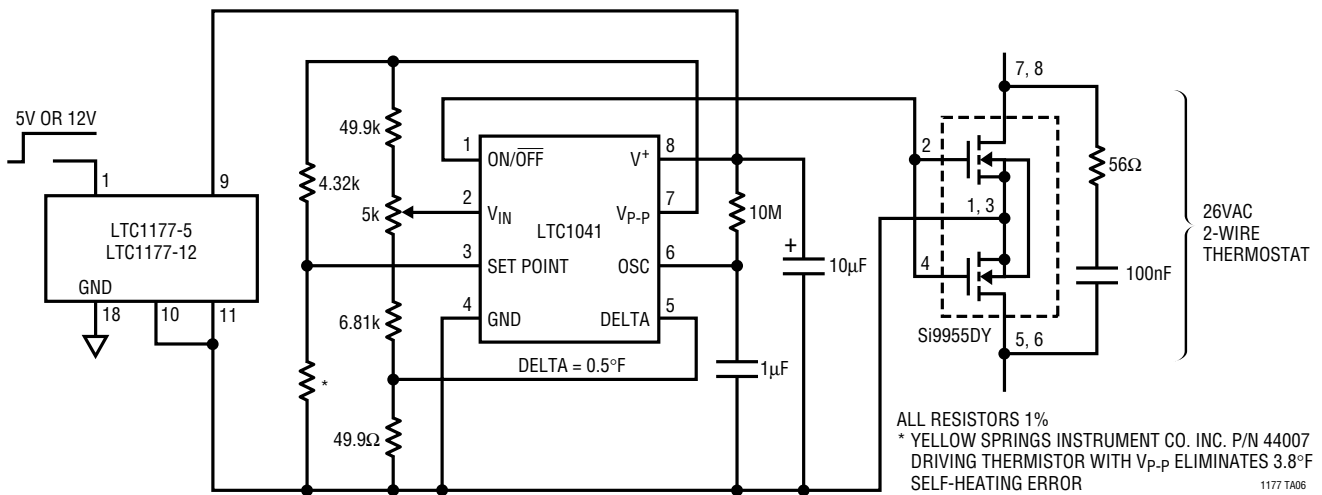 5V OR 12V
1
9
LTC1177-5
LTC1177-12
GND
18
10
11
4.32k
*
49.9k
5k
6.81k
49.9Ω
1
ON/OFF
2
VIN
3
SET POINT
4
GND
LTC1041
V+
8
VP-P
7
OSC
6
DELTA
5
DELTA = 0.5°F
10M
+
10µF
1µF
7, 8
2
1, 3
4
Si9955DY
5, 6
56Ω
100nF
26VAC
2-WIRE
THERMOSTAT
ALL RESISTORS 1%
* YELLOW SPRINGS INSTRUMENT CO. INC. P/N 44007
DRIVING THERMISTOR WITH VP-P ELIMINATES 3.8°F
SELF-HEATING ERROR
1177 TA06